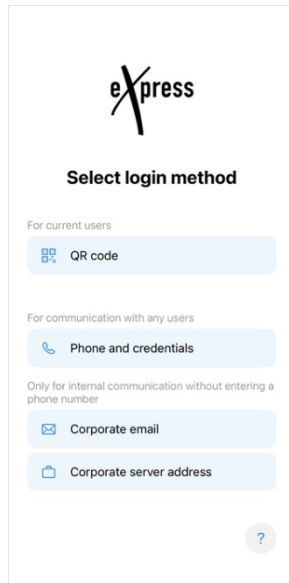 eXpress
Select login method
For current users
QR code
For communication with any users
Phone and credentials
Only for internal communication without entering a
phone number
Corporate email
Corporate server address
?